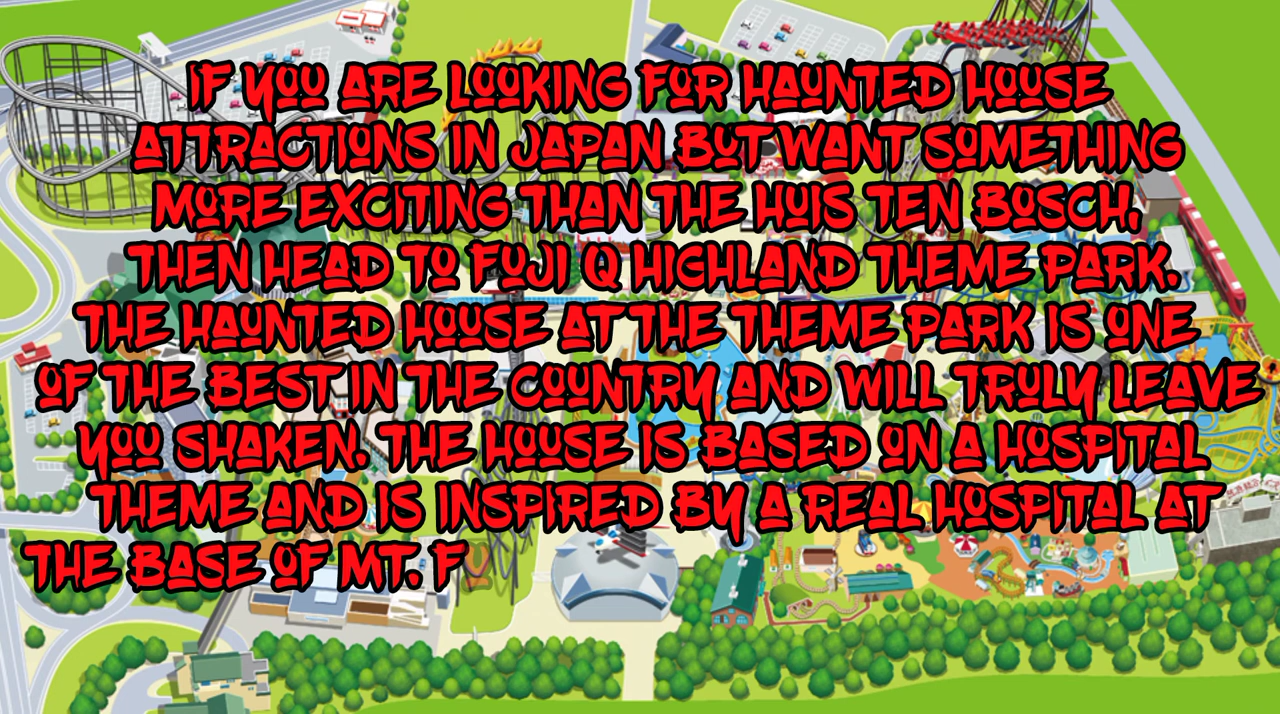 IF YOU ARE LOOKING FOR HAUNTED HOUSE
ATTRACTIONS IN JAPAN BUT WANT SOMETHING
MORE EXCITING THAN THE HUIS TEN BOSCH,
THEN HEAD TO FUJI Q HIGHLAND THEME PARK.
THE HAUNTED HOUSE AT THE THEME PARK IS ONE
OF THE BEST IN THE COUNTRY AND WILL TRULY LEAVE
YOU SHAKEN. THE HOUSE IS BASED ON A HOSPITAL
THEME AND IS INSPIRED BY A REAL HOSPITAL AT
THE BASE OF MT. F